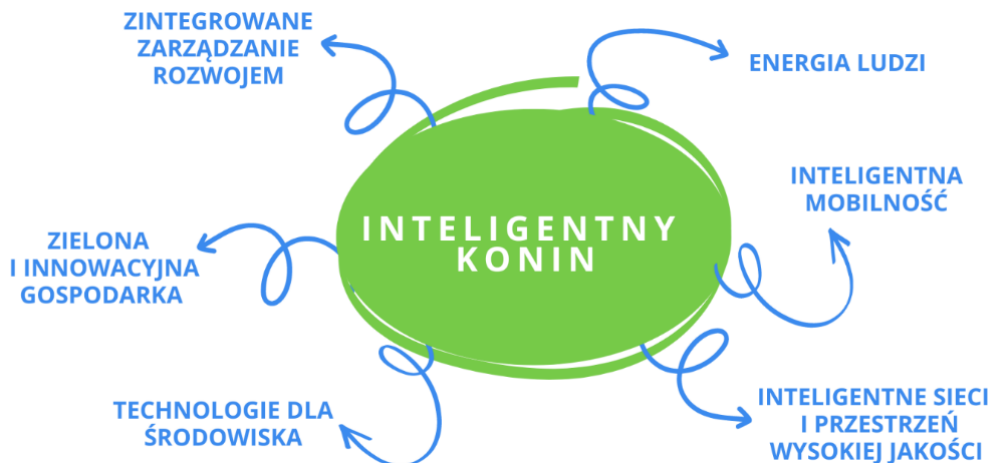 ZINTEGROWANE
ZARZĄDZANIE
ROZWOJEM
ENERGIA LUDZI
INTELIGENTNA
MOBILNOŚĆ
INTELIGENTNY
KONIN
ZIELONA
I INNOWACYJNA
GOSPODARKA
TECHNOLOGIE DLA
ŚRODOWISKA
INTELIGENTNE SIECI
I PRZESTRZEŃ
WYSOKIEJ JAKOŚCI